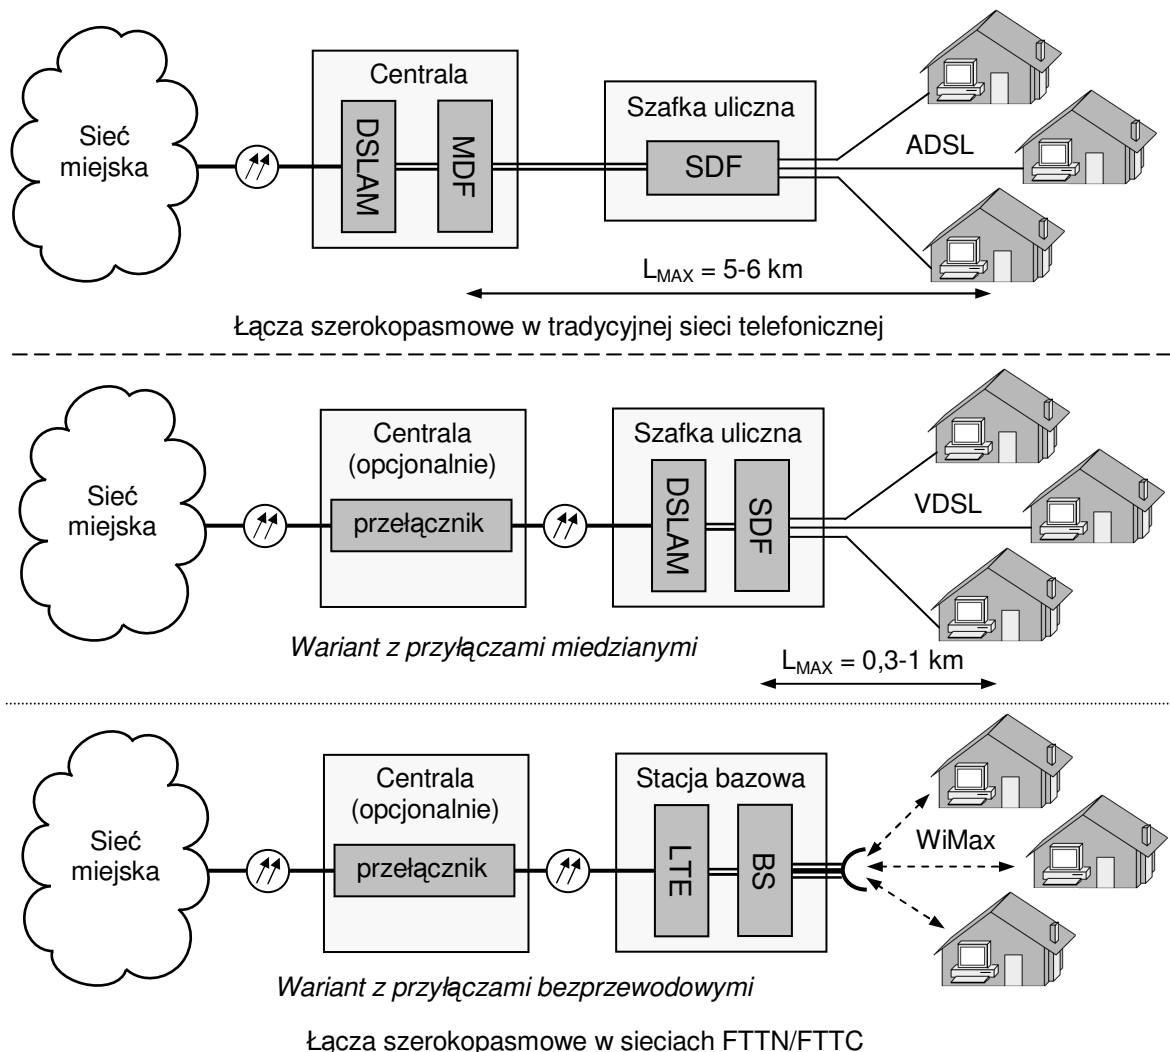 Sieć
miejska
Centrala
DSLAM
MDF
Szafka uliczna
SDF
ADSL
LMAX = 5-6 km
Łącza szerokopasmowe w tradycyjnej sieci telefonicznej
Sieć
miejska
Centrala
(opcjonalnie)
przełącznik
Szafka uliczna
DSLAM
SDF
VDSL
Wariant z przyłączami miedzianymi
LMAX = 0,3-1 km
Sieć
miejska
Centrala
(opcjonalnie)
przełącznik
Stacja bazowa
LTE
BS
WiMax
Wariant z przyłączami bezprzewodowymi
Łącza szerokopasmowe w sieciach FTTN/FTTC